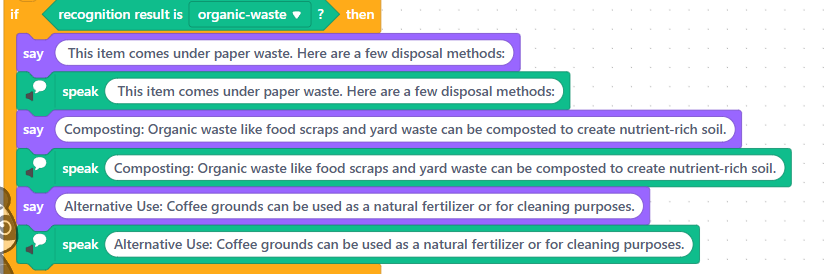 if recognition result is organic-waste ▼ ? then
say This item comes under paper waste. Here are a few disposal methods:
speak This item comes under paper waste. Here are a few disposal methods:
say Composting: Organic waste like food scraps and yard waste can be composted to create nutrient-rich soil.
speak Composting: Organic waste like food scraps and yard waste can be composted to create nutrient-rich soil.
say Alternative Use: Coffee grounds can be used as a natural fertilizer or for cleaning purposes.
speak Alternative Use: Coffee grounds can be used as a natural fertilizer or for cleaning purposes.